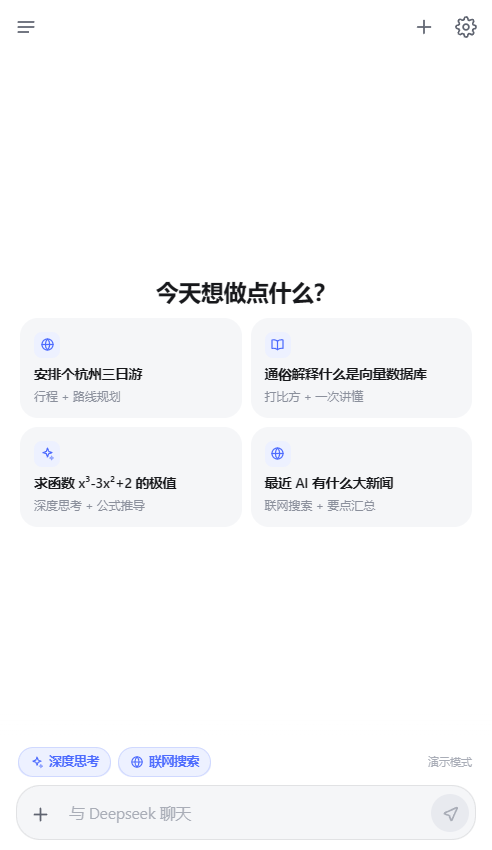 今天想做点什么？
安排个杭州三日游
行程 + 路线规划
通俗解释什么是向量数据库
打比方 + 一次讲懂
求函数 x³-3x²+2 的极值
深度思考 + 公式推导
最近 AI 有什么大新闻
联网搜索 + 要点汇总
深度思考
联网搜索
演示模式
与 Deepseek 聊天